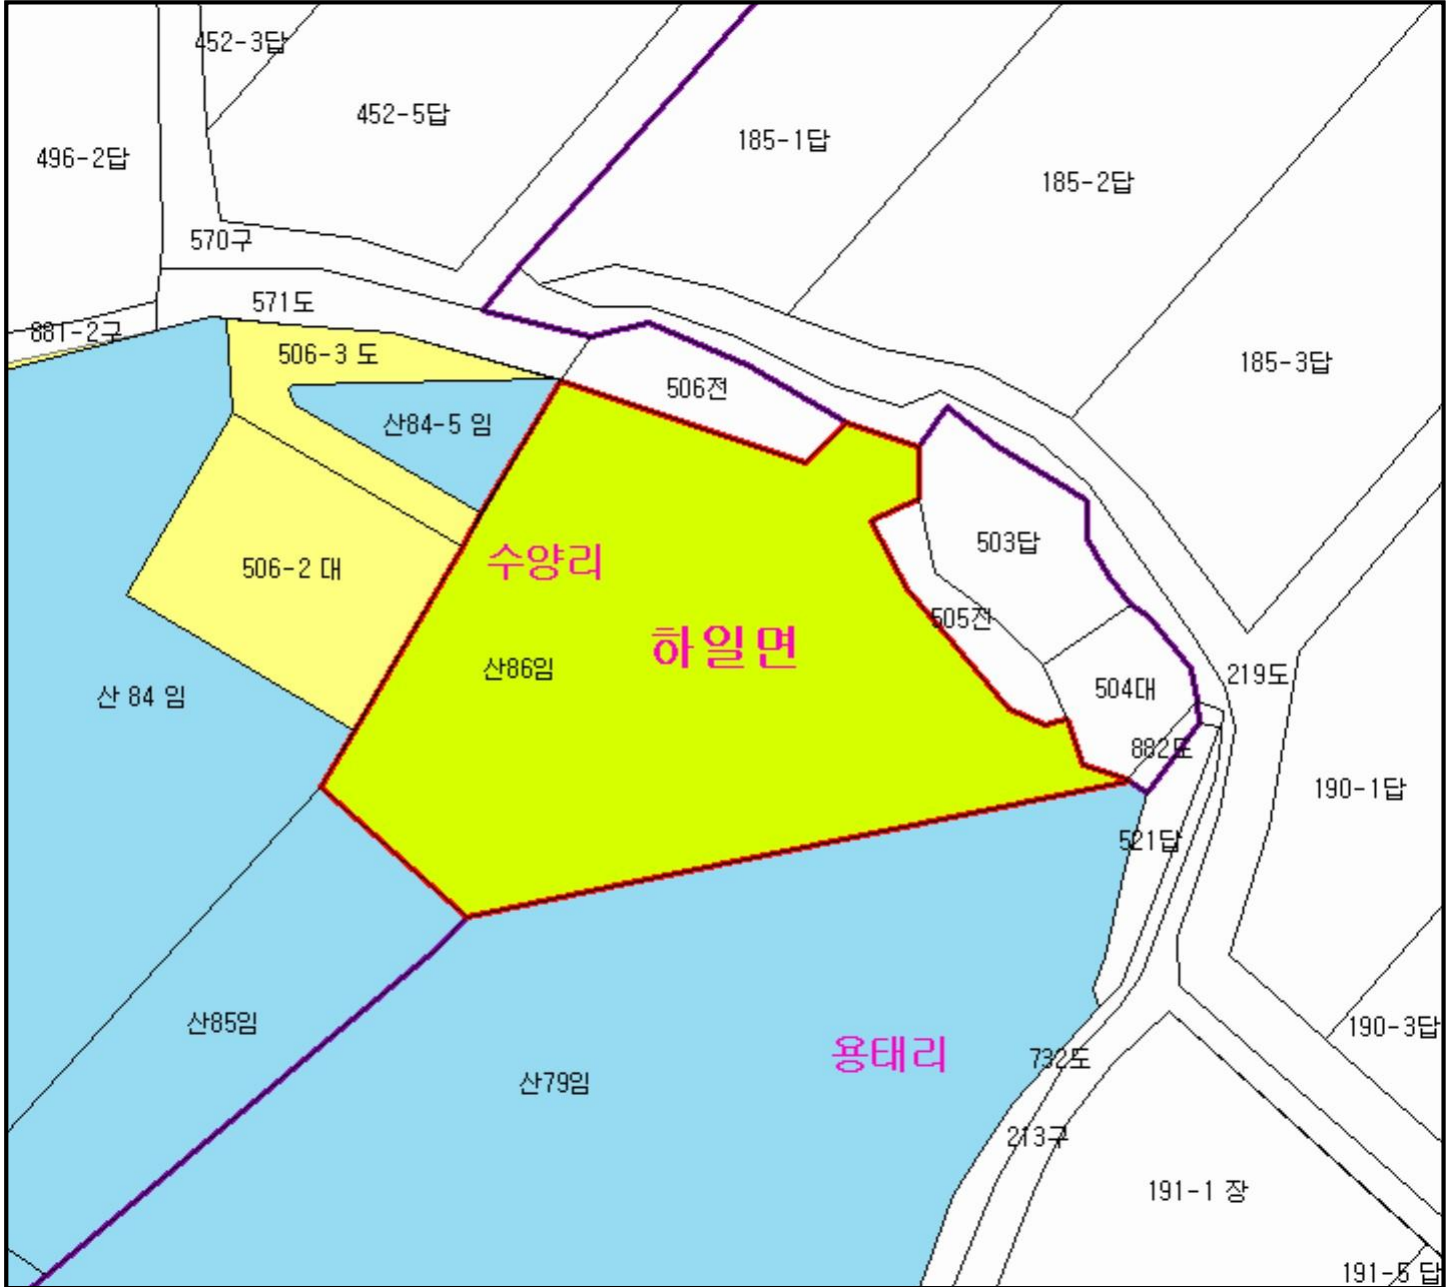 452-3답
452-5답
185-1답
496-2답
185-2답
570구
571도
881-2구
506-3 도
185-3답
506전
산84-5 임
503답
수양리
506-2 대
505전
하일면
산86임
219도
504대
산 84 임
882도
190-1답
521답
산85임
190-3답
용태리
792도
산79임
213구
191-1 장
191-5 답